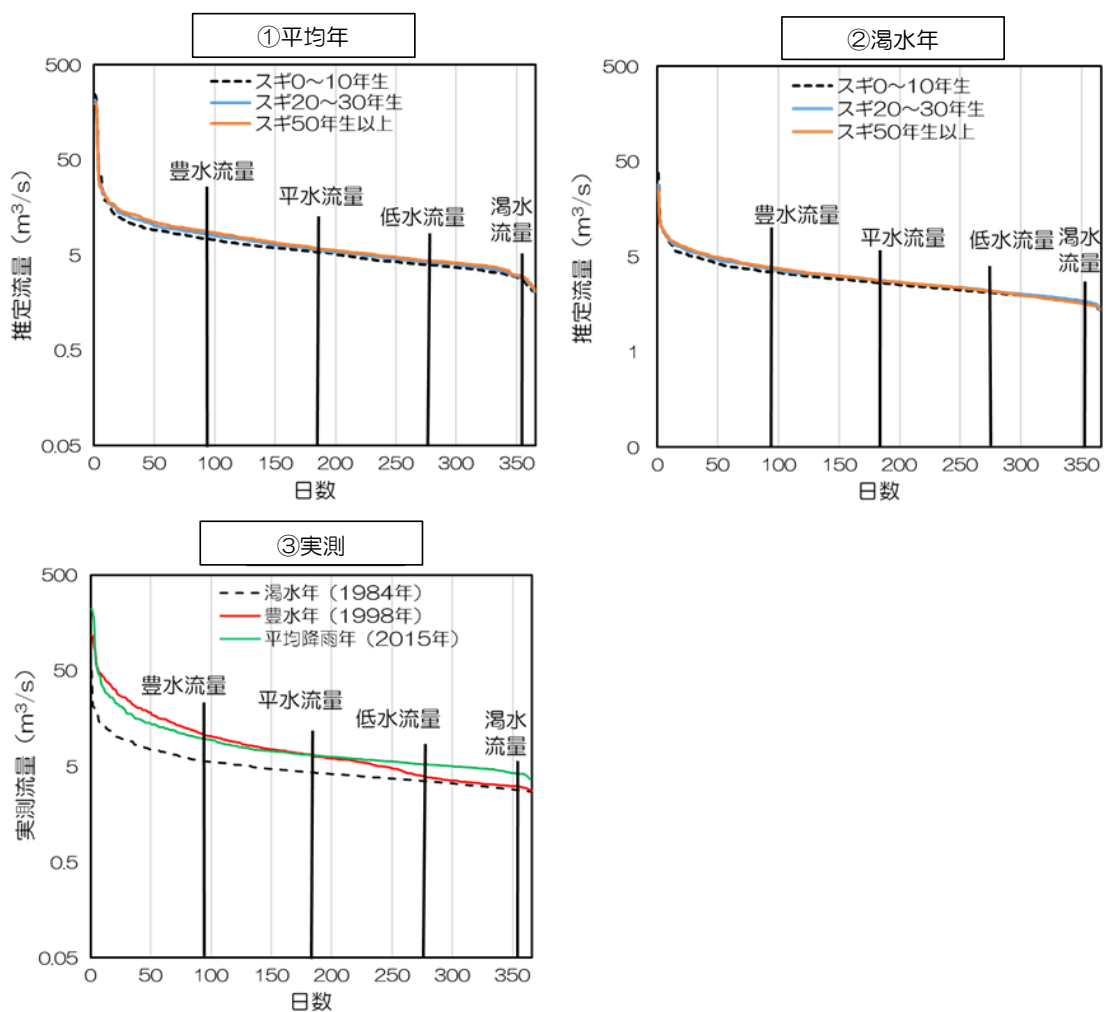 ①平均年
500
50
5
0.5
0.05
推定流量（m³/s）
スギ0～10年生
スギ20～30年生
スギ50年生以上
豊水流量
平水流量
低水流量
渇水
流量
0 50 100 150 200 250 300 350
日数
②渇水年
500
50
5
1
0
推定流量（m³/s）
スギ0～10年生
スギ20～30年生
スギ50年生以上
豊水流量
平水流量
低水流量
渇水
流量
0 50 100 150 200 250 300 350
日数
③実測
500
50
5
0.5
0.05
実測流量（m³/s）
渇水年（1984年）
豊水年（1998年）
平均降雨年（2015年）
豊水流量
平水流量
低水流量
渇水
流量
0 50 100 150 200 250 300 350
日数